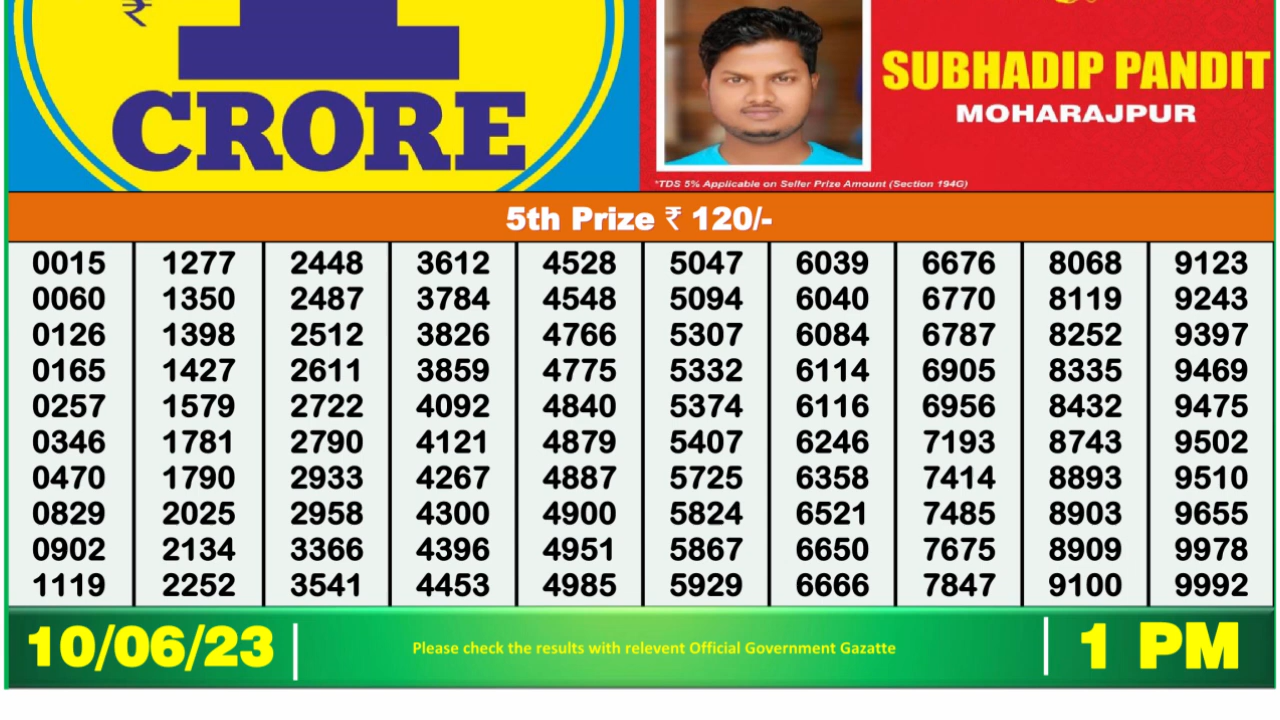 ₹ 1
CRORE
SUBHADIP PANDIT
MOHARAJPUR
*TDS 5% Applicable on Seller Prize Amount (Section 194G)
5th Prize ₹ 120/-
0015 1277 2448 3612 4528 5047 6039 6676 8068 9123
0060 1350 2487 3784 4548 5094 6040 6770 8119 9243
0126 1398 2512 3826 4766 5307 6084 6787 8252 9397
0165 1427 2611 3859 4775 5332 6114 6905 8335 9469
0257 1579 2722 4092 4840 5374 6116 6956 8432 9475
0346 1781 2790 4121 4879 5407 6246 7193 8743 9502
0470 1790 2933 4267 4887 5725 6358 7414 8893 9510
0829 2025 2958 4300 4900 5824 6521 7485 8903 9655
0902 2134 3366 4396 4951 5867 6650 7675 8909 9978
1119 2252 3541 4453 4985 5929 6666 7847 9100 9992
10/06/23 Please check the results with relevent Official Government Gazatte 1 PM